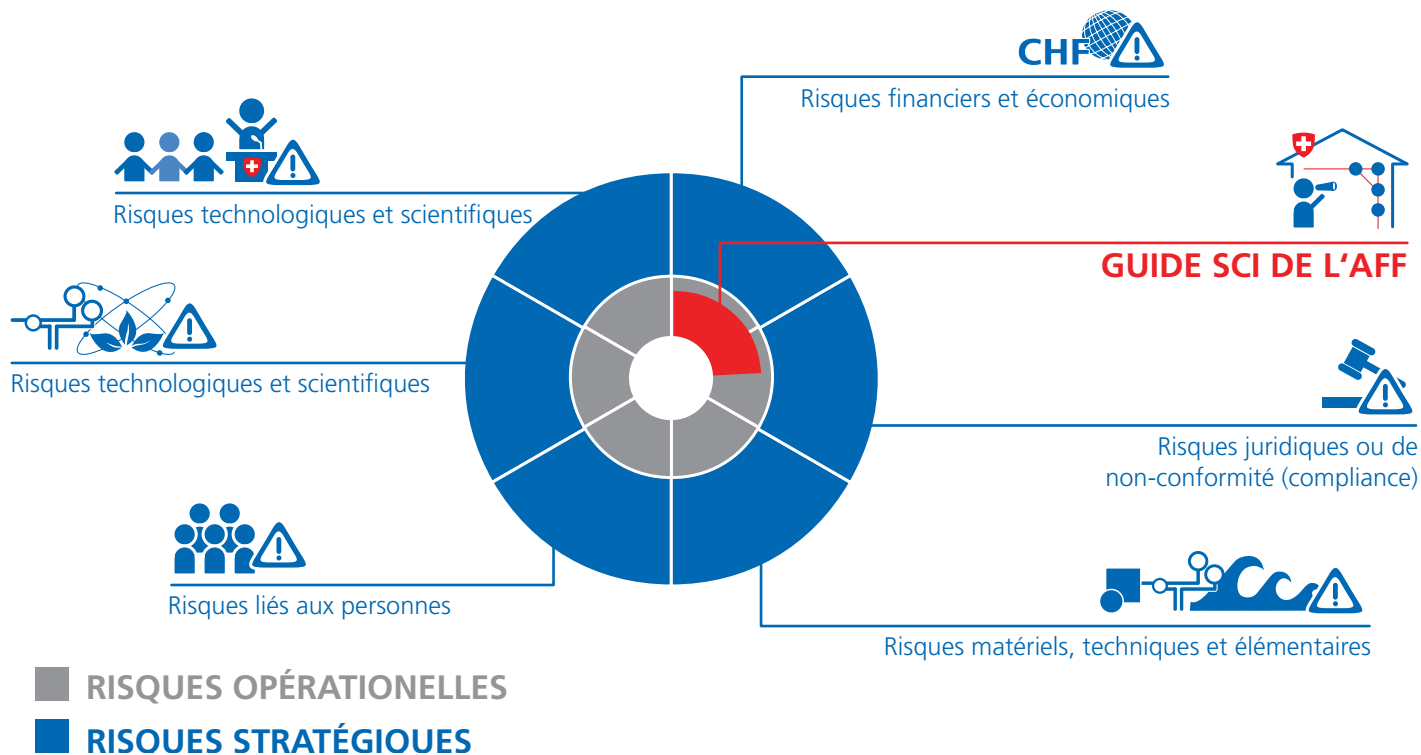 CHF
Risques financiers et économiques
Risques technologiques et scientifiques
GUIDE SCI DE L'AFF
Risques technologiques et scientifiques
Risques juridiques ou de
non-conformité (compliance)
Risques liés aux personnes
Risques matériels, techniques et élémentaires
RISQUES OPÉRATIONELLES
RISQUES STRATÉGIQUES